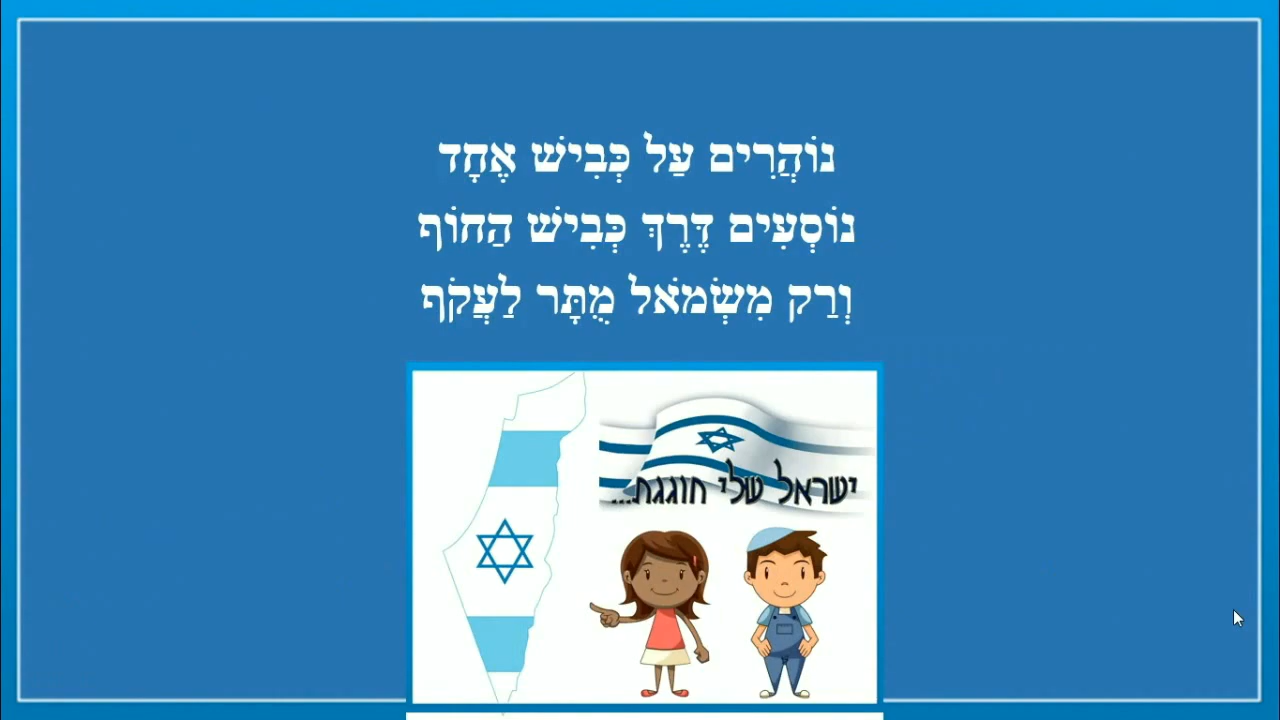 נוֹהֲרִים עַל כְּבִישׁ אֶחָד
נוֹסְעִים דֶּרֶךְ כְּבִישׁ הַחוֹף
וְרַק מִשְּׂמֹאל מֻתָּר לַעֲקֹף
ישראל שלי חוגגת...